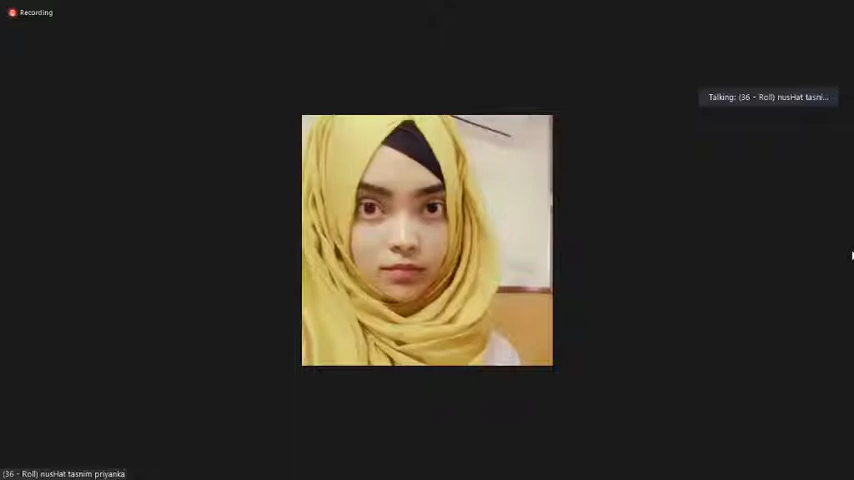 Recording
Talking: (36 - Roll) nusHat tasni...
(36 - Roll) nusHat tasnim priyanka